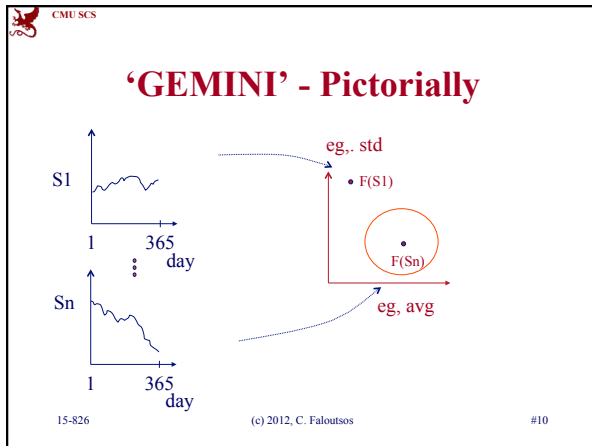 CMU SCS
‘GEMINI’ - Pictorially
eg,. std
S1
F(S1)
1
365
day
Sn
F(Sn)
eg, avg
1
365
day
15-826
(c) 2012, C. Faloutsos
#10